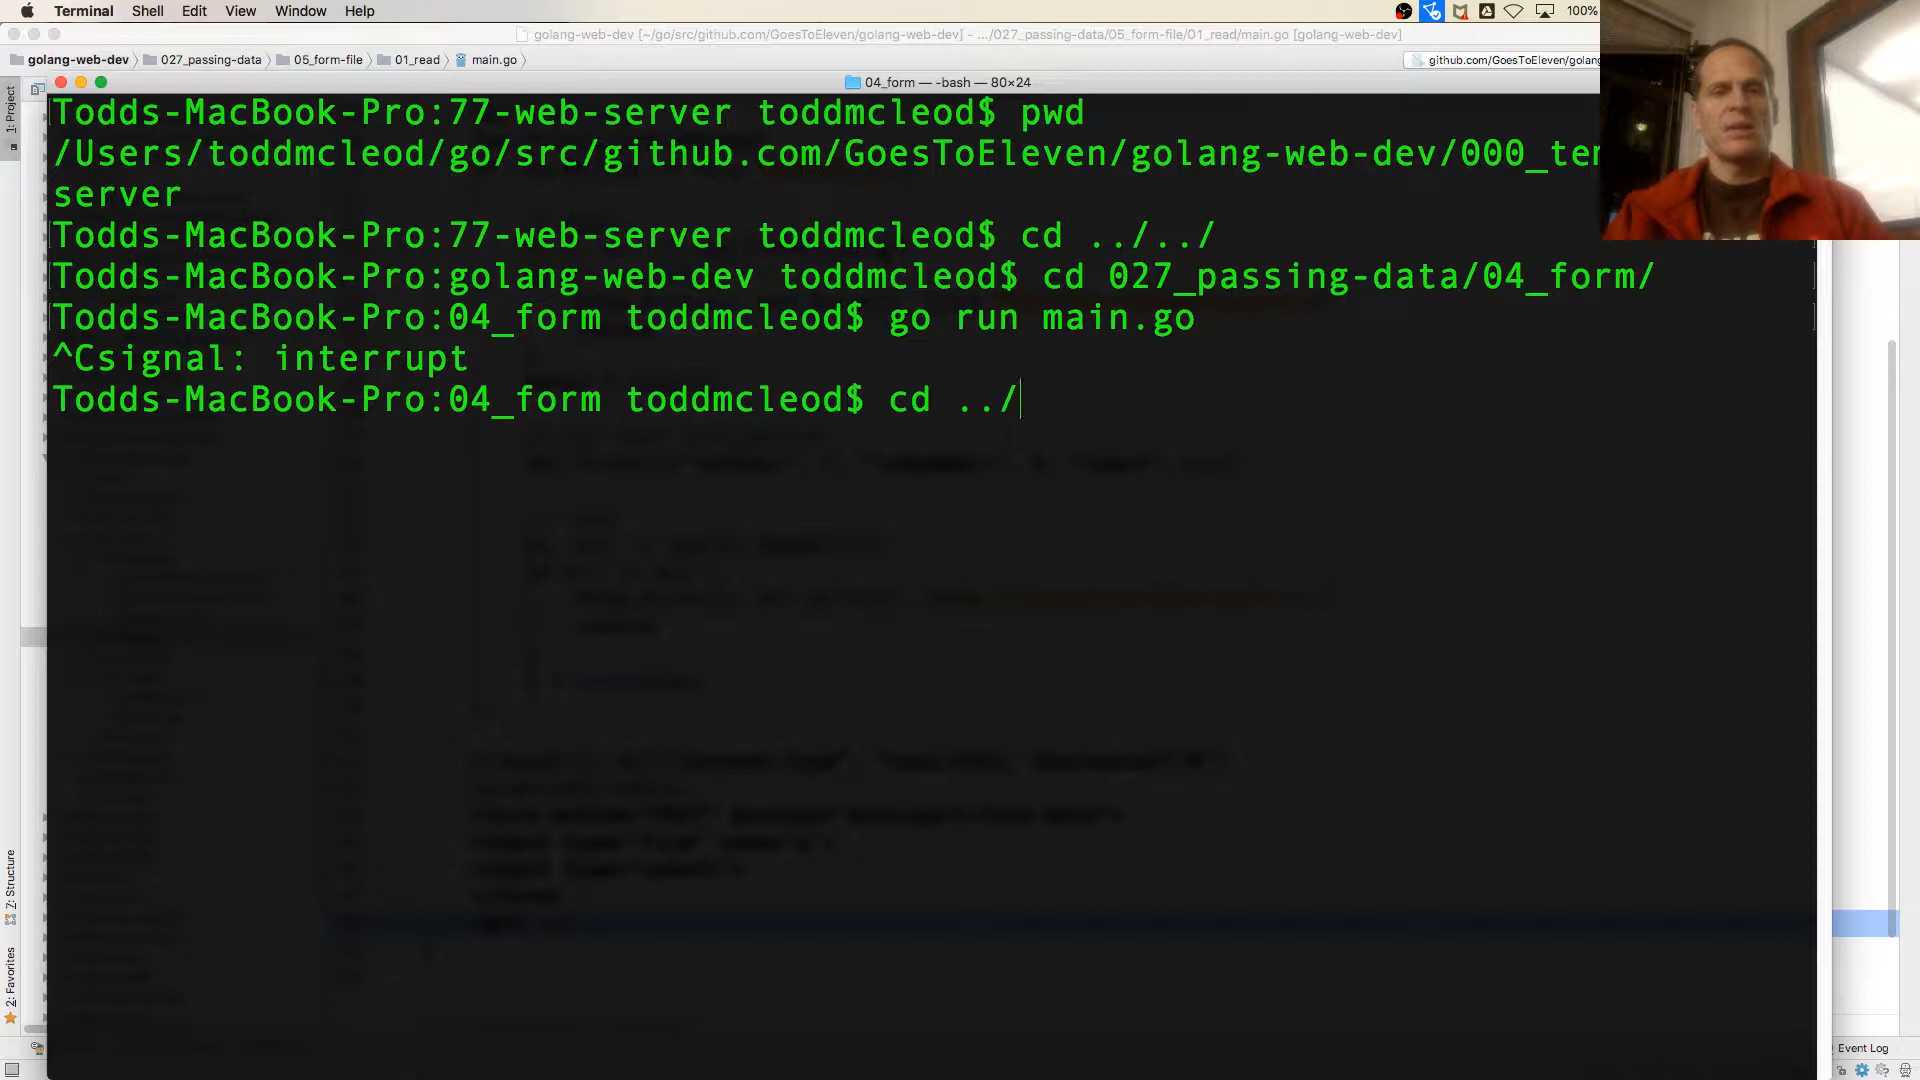 Terminal Shell Edit View Window Help 100%
golang-web-dev [~/go/src/github.com/GoesToEleven/golang-web-dev] - .../027_passing-data/05_form-file/01_read/main.go [golang-web-dev]
golang-web-dev 027_passing-data 05_form-file 01_read main.go github.com/GoesToEleven/golang
04_form — -bash — 80×24
1: Project
Todds-MacBook-Pro:77-web-server toddmcleod$ pwd
/Users/toddmcleod/go/src/github.com/GoesToEleven/golang-web-dev/000_te
server
Todds-MacBook-Pro:77-web-server toddmcleod$ cd ../../
Todds-MacBook-Pro:golang-web-dev toddmcleod$ cd 027_passing-data/04_form/
Todds-MacBook-Pro:04_form toddmcleod$ go run main.go
^Csignal: interrupt
Todds-MacBook-Pro:04_form toddmcleod$ cd ../
7: Structure
2: Favorites
Event Log